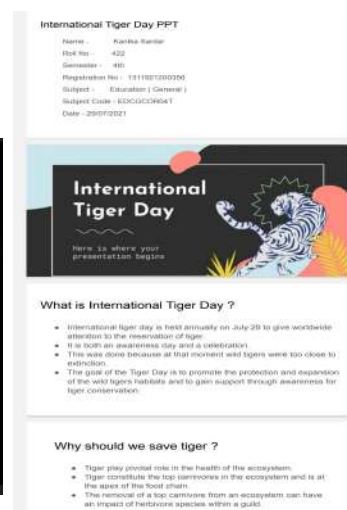 International Tiger Day PPT
Name - Kanika Sardar
Roll No - 422
Semester - 4th
Registration No - 1311601200356
Subject - Education ( General )
Subject Code - EDCGCOR04T
Date - 29/07/2021
International
Tiger Day
Here is where your
presentation begins
What is International Tiger Day ?
International tiger day is held annually on July 29 to give worldwide
attention to the reservation of tiger.
It is both an awareness day and a celebration.
This was done because at that moment wild tigers were too close to
extinction.
The goal of the Tiger Day is to promote the protection and expansion
of the wild tigers habitats and to gain support through awareness for
tiger conservation.
Why should we save tiger ?
Tiger play pivotal role in the health of the ecosystem.
Tiger constitute the top carnivores in the ecosystem and is at
the apex of the food chain.
The removal of a top carnivore from an ecosystem can have
an impact of herbivore species within a guild.